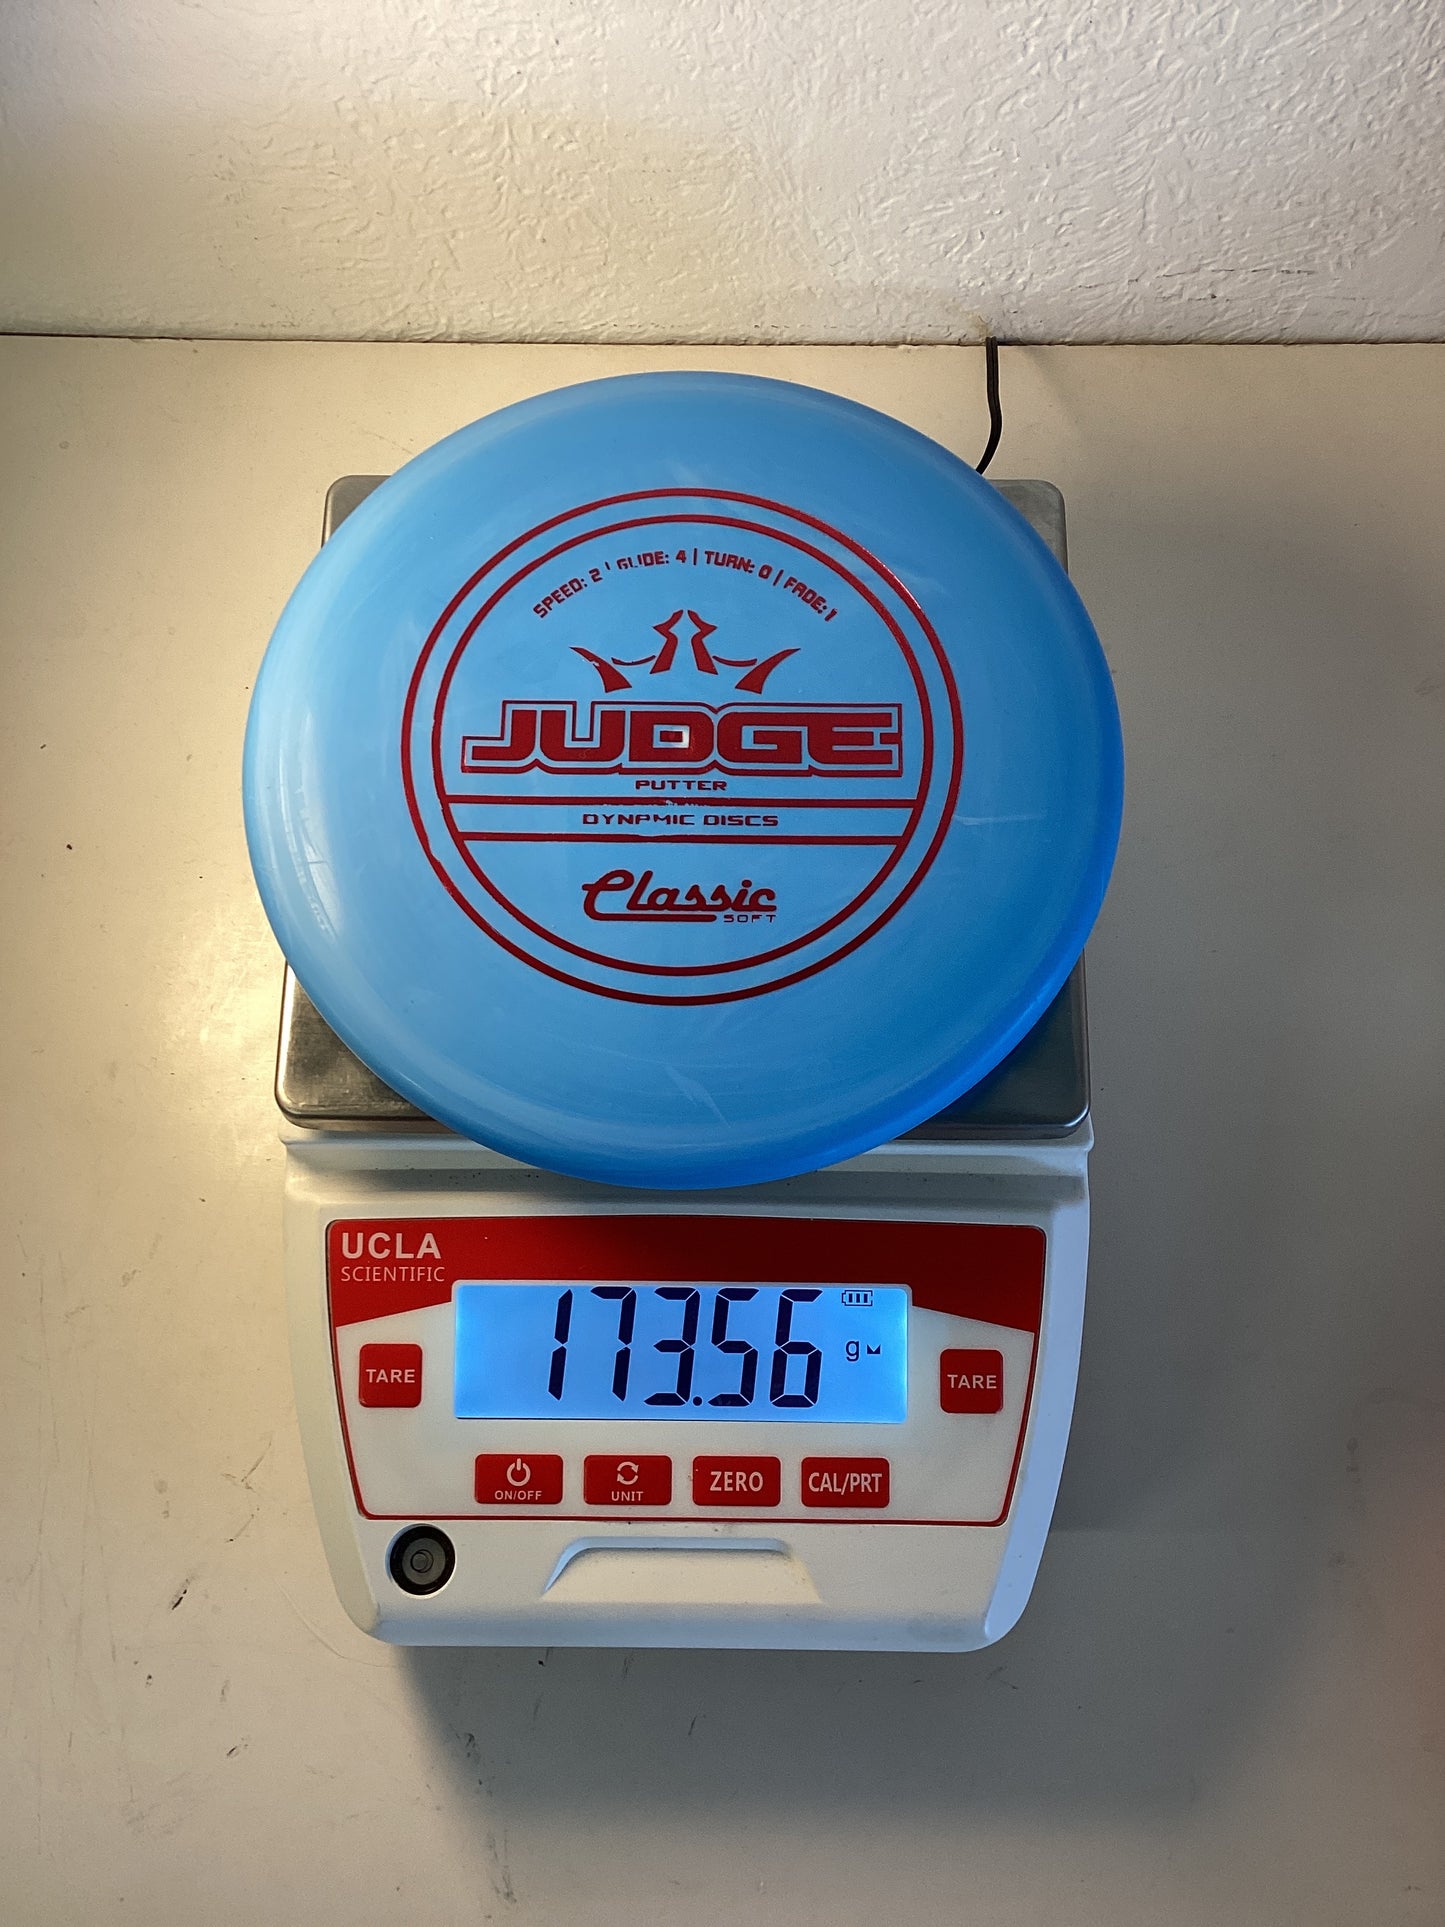 SPEED: 2 | GLIDE: 4 | TURN: 0 | FADE: 1
JUDGE
PUTTER
DYNAMIC DISCS
Classic
SOFT
UCLA
SCIENTIFIC
173.56 g
TARE
TARE
ON/OFF
UNIT
ZERO
CAL/PRT